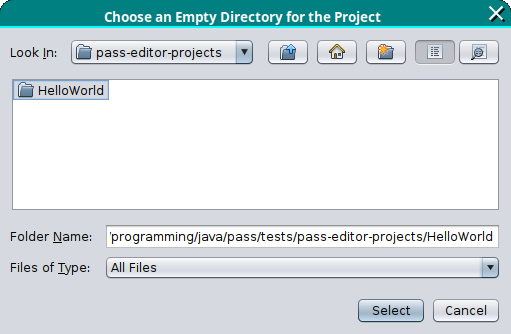 Choose an Empty Directory for the Project
Look In: pass-editor-projects
HelloWorld
Folder Name: programming/java/pass/tests/pass-editor-projects/HelloWorld
Files of Type: All Files
Select Cancel